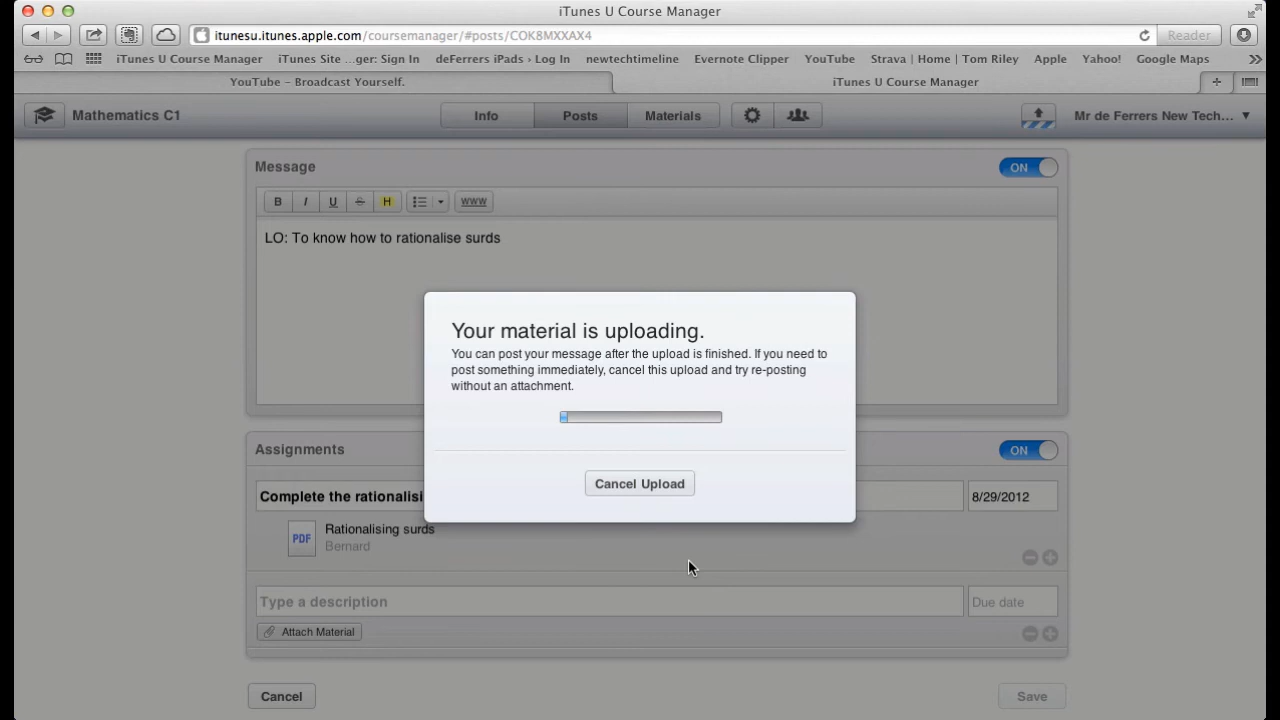 iTunes U Course Manager
itunesu.itunes.apple.com/coursemanager/#posts/COK8MXXAX4
Reader
iTunes U Course Manager
iTunes Site ...ger: Sign In
deFerrers iPads › Log In
newtechtimeline
Evernote Clipper
YouTube
Strava | Home | Tom Riley
Apple
Yahoo!
Google Maps
YouTube – Broadcast Yourself.
iTunes U Course Manager
Mathematics C1
Info
Posts
Materials
Mr de Ferrers New Tech... ▼
Message
ON
B I U S H
www
LO: To know how to rationalise surds
Your material is uploading.
You can post your message after the upload is finished. If you need to
post something immediately, cancel this upload and try re-posting
without an attachment.
Cancel Upload
Assignments
ON
Complete the rationalisi
8/29/2012
PDF
Rationalising surds
Bernard
Type a description
Due date
Attach Material
Cancel
Save